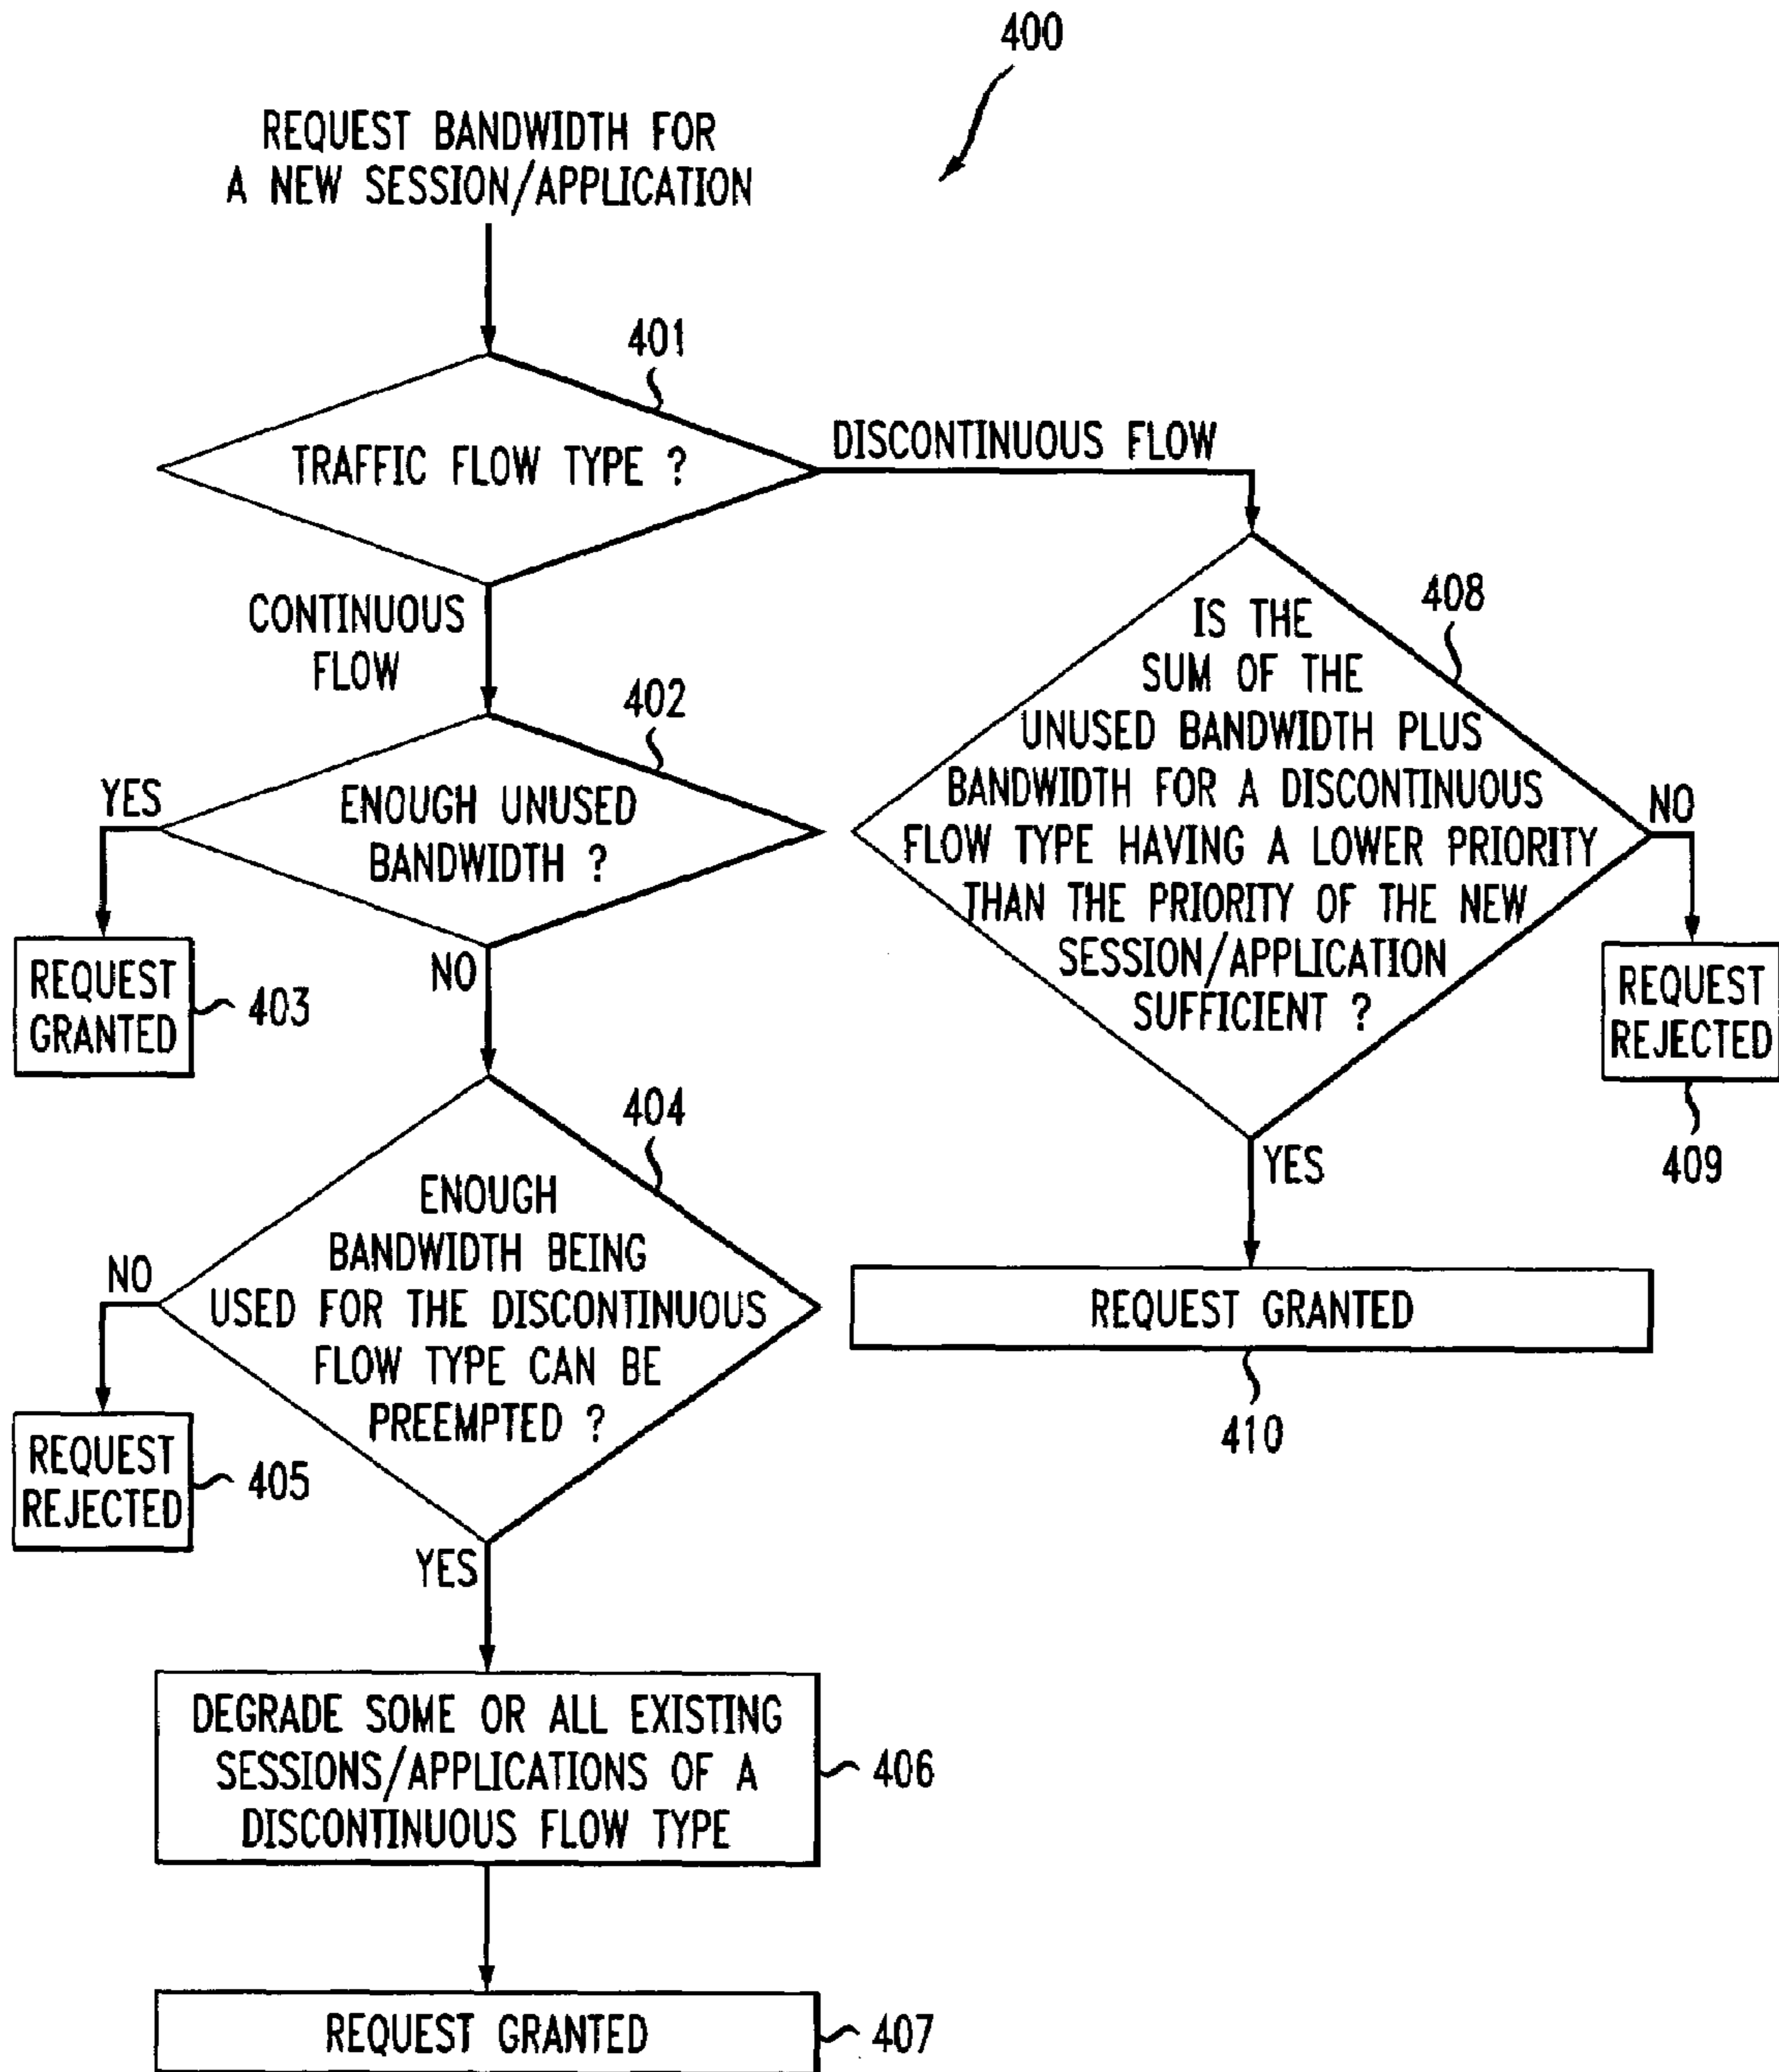 400
REQUEST BANDWIDTH FOR
A NEW SESSION/APPLICATION
401
TRAFFIC FLOW TYPE ?
DISCONTINUOUS FLOW
CONTINUOUS
FLOW
402
YES
ENOUGH UNUSED
BANDWIDTH ?
REQUEST
GRANTED
403
NO
404
ENOUGH
BANDWIDTH BEING
USED FOR THE DISCONTINUOUS
FLOW TYPE CAN BE
PREEMPTED ?
NO
REQUEST
REJECTED
405
YES
DEGRADE SOME OR ALL EXISTING
SESSIONS/APPLICATIONS OF A
DISCONTINUOUS FLOW TYPE
406
REQUEST GRANTED
407
408
IS THE
SUM OF THE
UNUSED BANDWIDTH PLUS
BANDWIDTH FOR A DISCONTINUOUS
FLOW TYPE HAVING A LOWER PRIORITY
THAN THE PRIORITY OF THE NEW
SESSION/APPLICATION
SUFFICIENT ?
NO
REQUEST
REJECTED
409
YES
REQUEST GRANTED
410